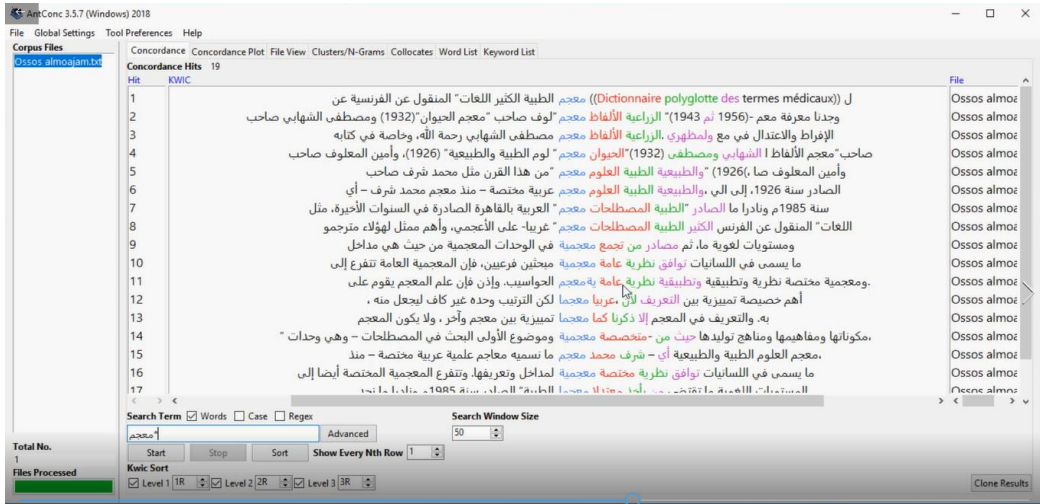 AntConc 3.5.7 (Windows) 2018
File Global Settings Tool Preferences Help
Corpus Files
Ossos almoajam.txt
Concordance Concordance Plot File View Clusters/N-Grams Collocates Word List Keyword List
Concordance Hits 19
Hit KWIC File
1 ل ((Dictionnaire polyglotte des termes médicaux)) معجم الطبية الكثير اللغات" المنقول عن الفرنسية عن Ossos almoa
2 وجدنا معرفة معم -(1956 ثم 1943)" الزراعية الألفاظ معجم "لوف صاحب "معجم الحيوان"(1932) ومصطفى الشهابي صاحب Ossos almoa
3 الإفراط والاعتدال في مع ولمظهري .الزراعية الألفاظ معجم مصطفى الشهابي رحمة الله، وخاصة في كتابه Ossos almoa
4 صاحب"معجم الألفاظ ا الشهابي ومصطفى (1932)"الحيوان معجم" لوم الطبية والطبيعية" (1926)، وأمين المعلوف صاحب Ossos almoa
5 وأمين المعلوف صا ،(1926) "والطبيعية الطبية العلوم معجم "من هذا القرن مثل محمد شرف صاحب Ossos almoa
6 الصادر سنة 1926، إلى الي ،والطبيعية الطبية العلوم معجم عربية مختصة – منذ معجم محمد شرف – أي Ossos almoa
7 سنة 1985م ونادرا ما الصادر "الطبية المصطلحات معجم" العربية بالقاهرة الصادرة في السنوات الأخيرة، مثل Ossos almoa
8 اللغات" المنقول عن الفرنس الكثير الطبية المصطلحات معجم" غريبا- على الأعجمي، وأهم ممثل لهؤلاء مترجمو Ossos almoa
9 ومستويات لغوية ما، ثم مصادر من تجمع معجمية في الوحدات المعجمية من حيث هي مداخل Ossos almoa
10 ما يسمى في اللسانيات توافق نظرية عامة معجمية مبحثين فرعيين، فإن المعجمية العامة تتفرع إلى Ossos almoa
11 .ومعجمية مختصة نظرية وتطبيقية وتطبيقية نظرية عامة يةمعجم الحواسيب. وإذن فإن علم المعجم يقوم على Ossos almoa
12 أهم خصيصة تمييزية بين التعريف لأن ،عربيا معجما لكن الترتيب وحده غير كاف ليجعل منه ، Ossos almoa
13 به. والتعريف في المعجم إلا ذكرنا كما معجما تمييزية بين معجم وآخر ، ولا يكون المعجم Ossos almoa
14 ،مكوناتها ومفاهيمها ومناهج توليدها حيث من -متخصصة معجمية وموضوع الأولى البحث في المصطلحات – وهي وحدات " Ossos almoa
15 ،معجم العلوم الطبية والطبيعية أي – شرف محمد معجم ما نسميه معاجم علمية عربية مختصة – منذ Ossos almoa
16 ما يسمى في اللسانيات توافق نظرية مختصة معجمية لمداخل وتعريفها. وتتفرع المعجمية المختصة أيضا إلى Ossos almoa
17
Search Term Words Case Regex Search Window Size
معجم* Advanced 50
Total No.
1
Start Stop Sort Show Every Nth Row 1
Files Processed
Kwic Sort
Level 1 1R Level 2 2R Level 3 3R Clone Results